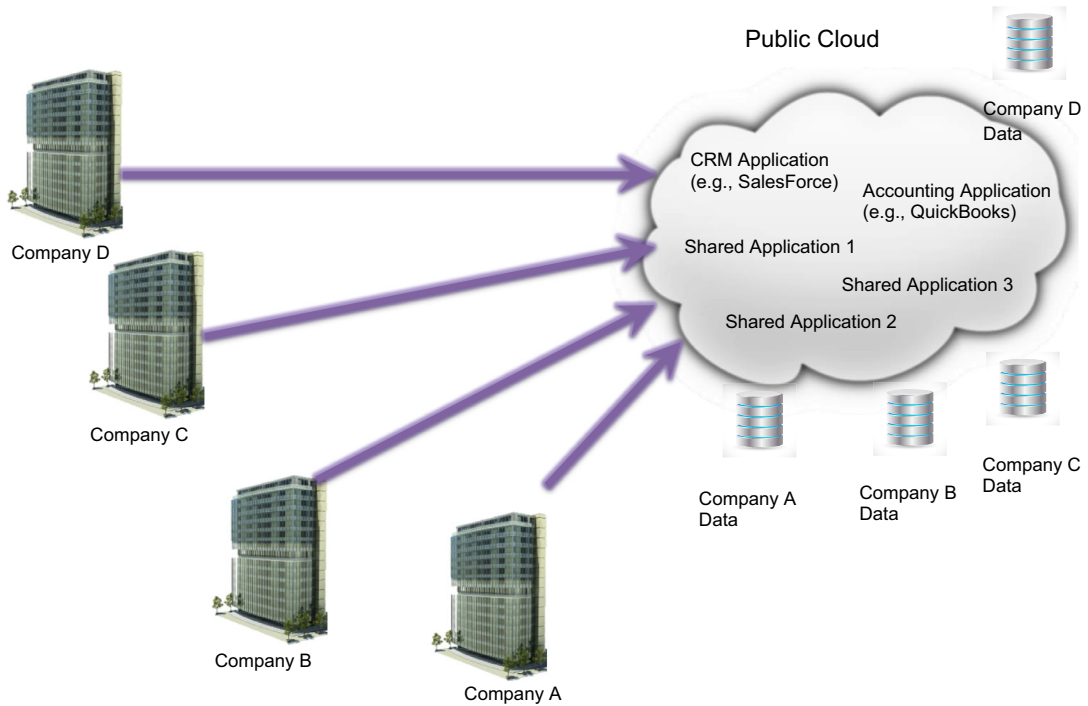 Public Cloud
Company D
Data
CRM Application
(e.g., SalesForce)
Accounting Application
(e.g., QuickBooks)
Company D
Shared Application 1
Shared Application 3
Shared Application 2
Company C
Company C
Data
Company A
Data
Company B
Data
Company B
Company A